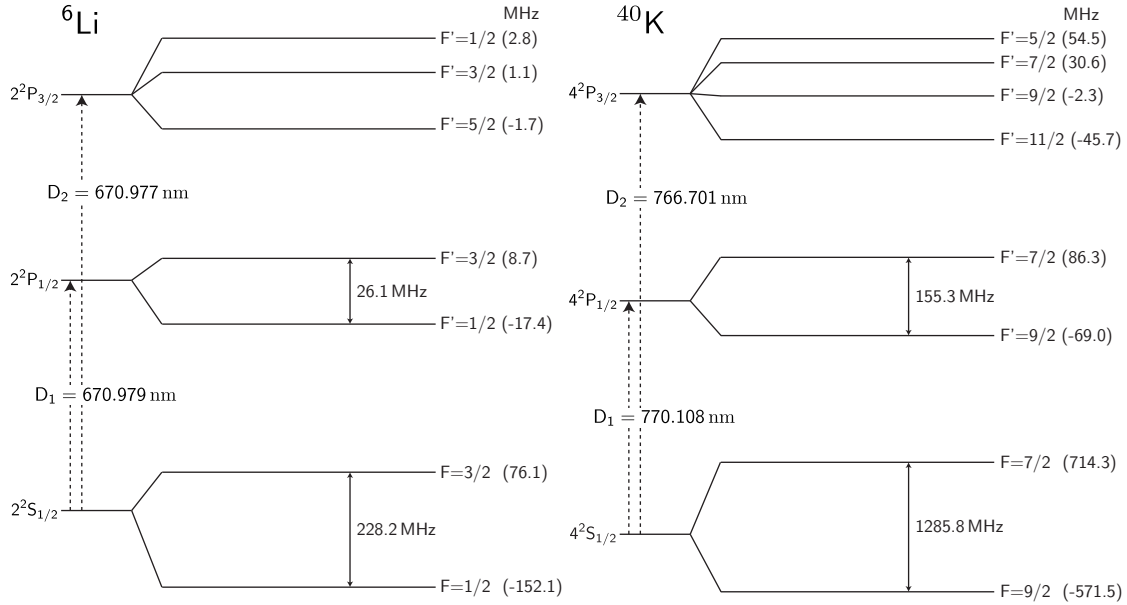 ⁶Li
MHz
2²P₃/₂
F'=1/2 (2.8)
F'=3/2 (1.1)
F'=5/2 (-1.7)
D₂ = 670.977 nm
2²P₁/₂
F'=3/2 (8.7)
26.1 MHz
F'=1/2 (-17.4)
D₁ = 670.979 nm
2²S₁/₂
F=3/2 (76.1)
228.2 MHz
F=1/2 (-152.1)
⁴⁰K
MHz
4²P₃/₂
F'=5/2 (54.5)
F'=7/2 (30.6)
F'=9/2 (-2.3)
F'=11/2 (-45.7)
D₂ = 766.701 nm
4²P₁/₂
F'=7/2 (86.3)
155.3 MHz
F'=9/2 (-69.0)
D₁ = 770.108 nm
4²S₁/₂
F=7/2 (714.3)
1285.8 MHz
F=9/2 (-571.5)